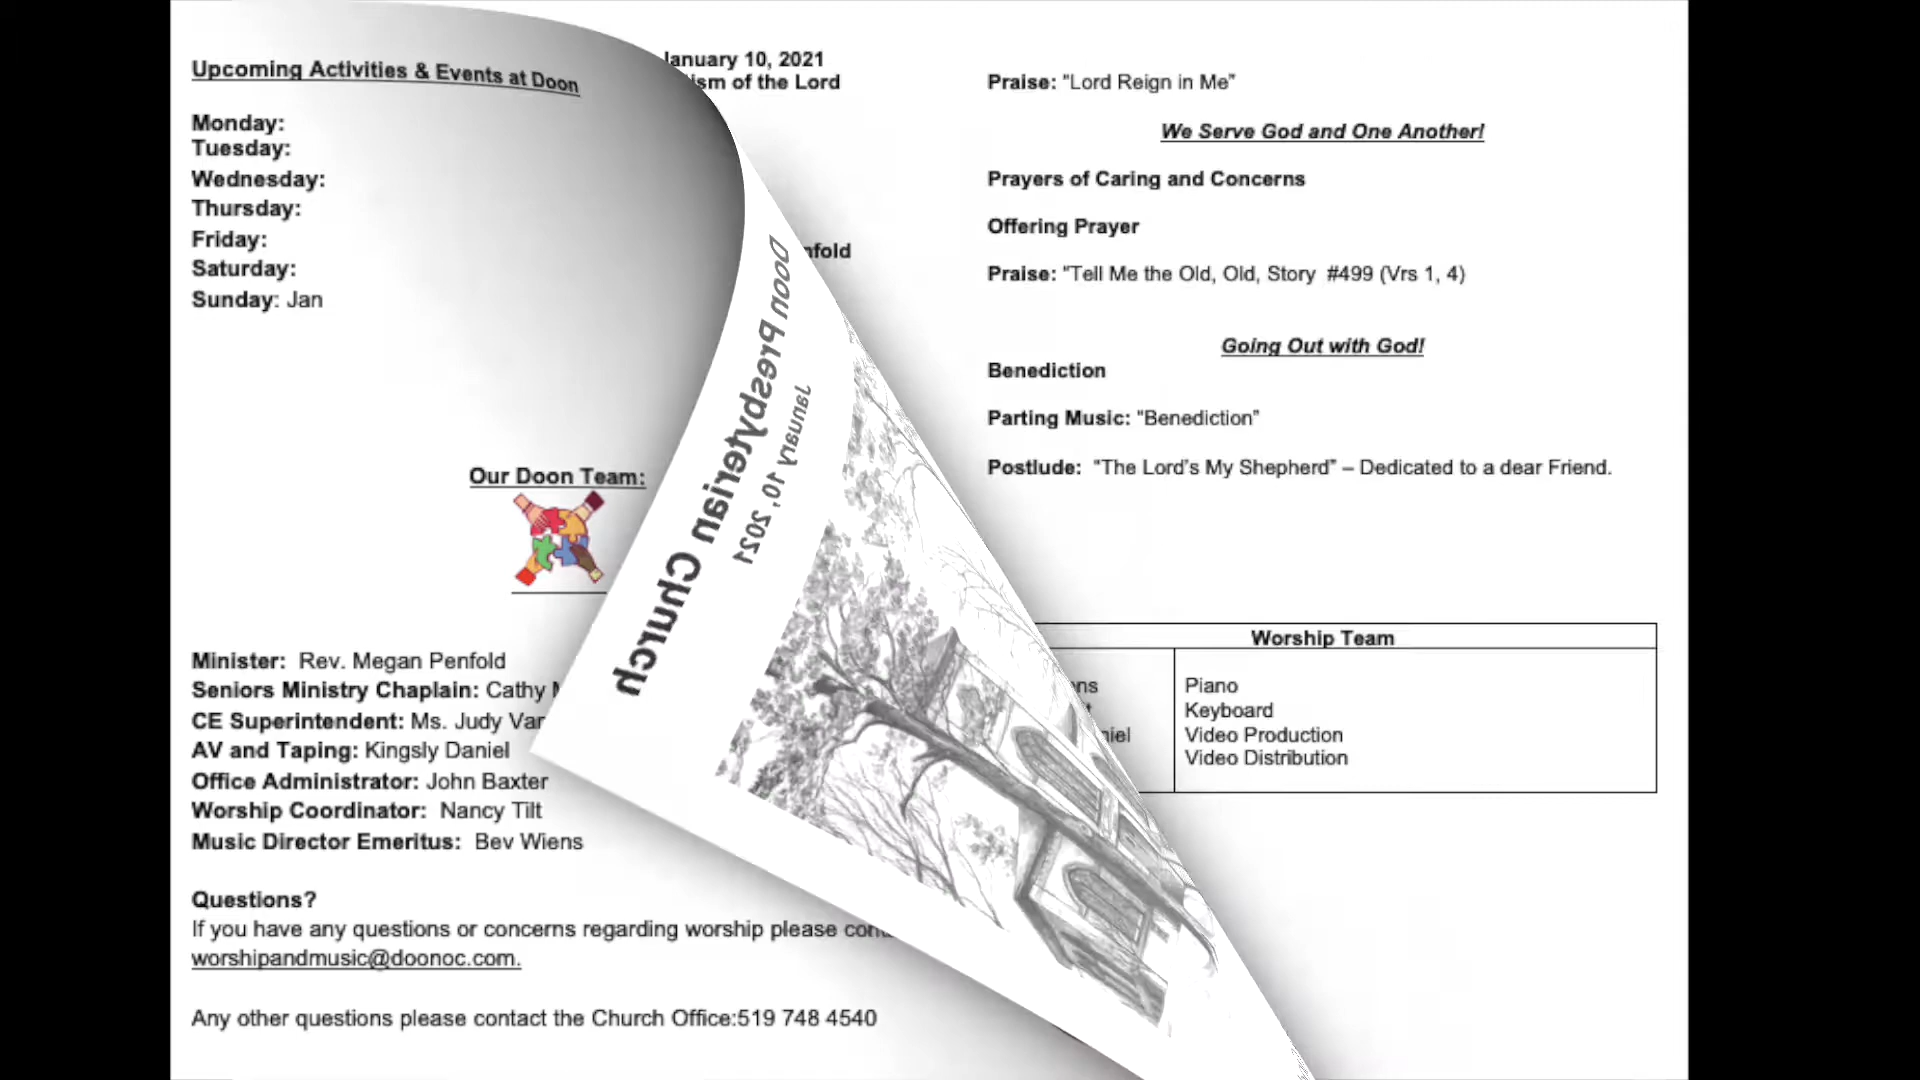 Upcoming Activities & Events at Doon
Monday:
Tuesday:
Wednesday:
Thursday:
Friday:
Saturday:
Sunday: Jan
Our Doon Team:
Minister: Rev. Megan Penfold
Seniors Ministry Chaplain: Cathy
CE Superintendent: Ms. Judy
AV and Taping: Kingsly Daniel
Office Administrator: John Baxter
Worship Coordinator: Nancy Tilt
Music Director Emeritus: Bev Wiens
Questions?
If you have any questions or concerns regarding worship please
worshipandmusic@doonoc.com.
Any other questions please contact the Church Office:519 748 4540
Doon Presbyterian Church
January 10, 2021
January 10, 2021
of the Lord
Praise: "Lord Reign in Me"
We Serve God and One Another!
Prayers of Caring and Concerns
Offering Prayer
Praise: "Tell Me the Old, Old, Story #499 (Vrs 1, 4)
Going Out with God!
Benediction
Parting Music: "Benediction"
Postlude: "The Lord's My Shepherd" – Dedicated to a dear Friend.
Worship Team
Piano
Keyboard
Video Production
Video Distribution